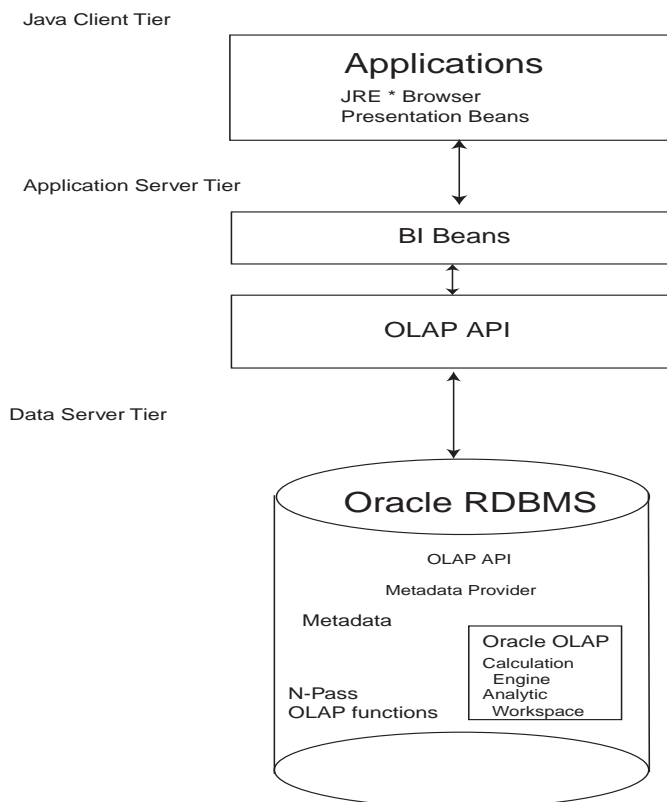 Java Client Tier
Applications
JRE * Browser
Presentation Beans
Application Server Tier
BI Beans
OLAP API
Data Server Tier
Oracle RDBMS
OLAP API
Metadata Provider
Metadata
Oracle OLAP
Calculation
Engine
Analytic
Workspace
N-Pass
OLAP functions